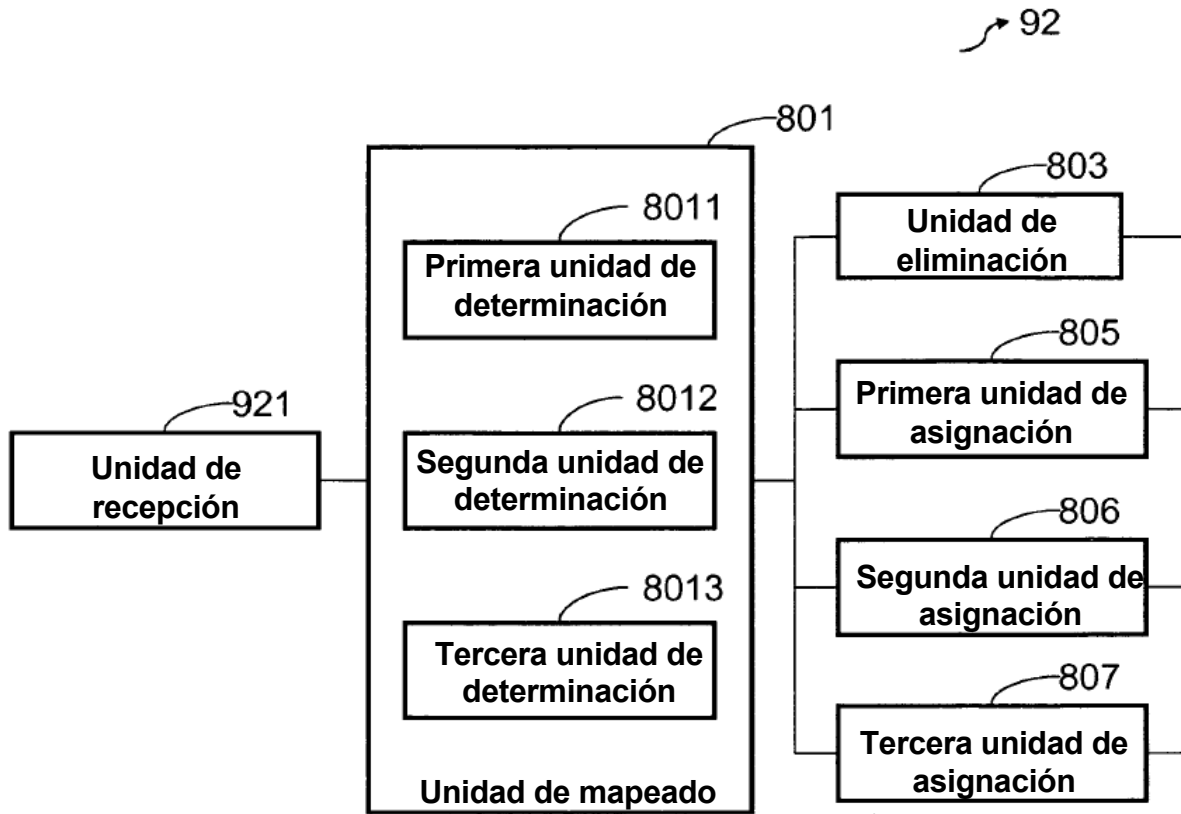 92
801
8011
Primera unidad de
determinación
8012
Segunda unidad de
determinación
8013
Tercera unidad de
determinación
Unidad de mapeado
921
Unidad de
recepción
803
Unidad de
eliminación
805
Primera unidad de
asignación
806
Segunda unidad de
asignación
807
Tercera unidad de
asignación